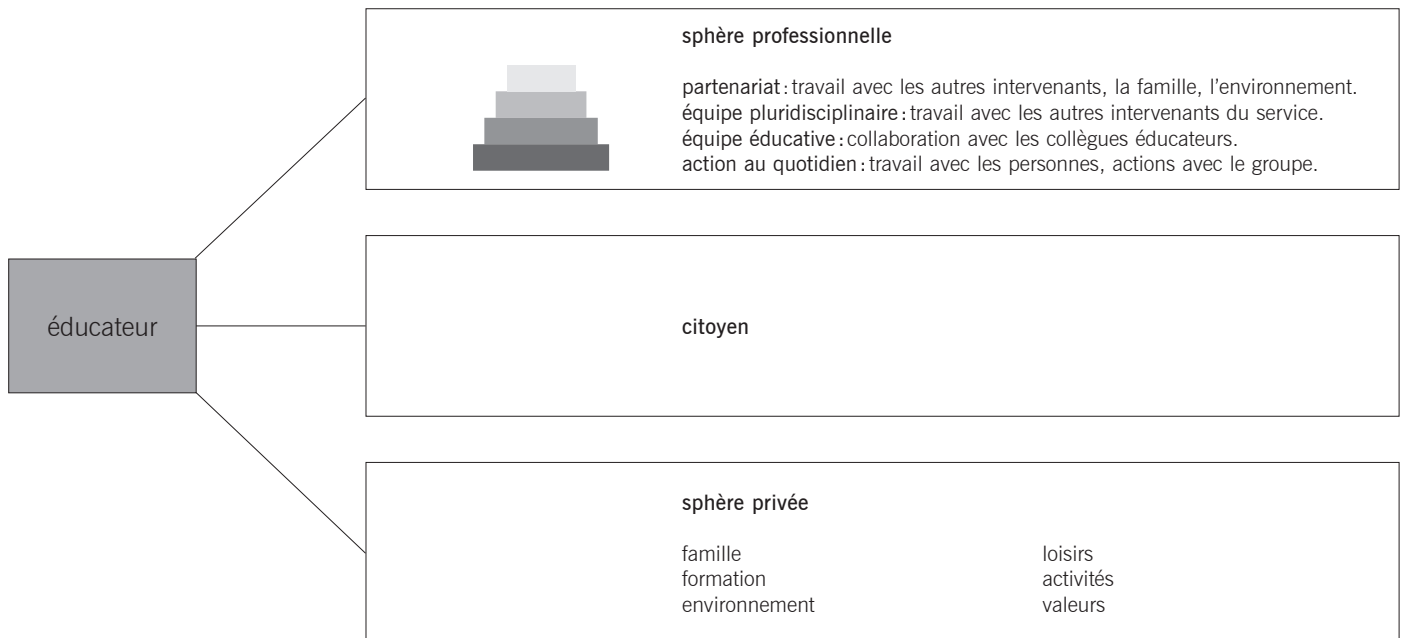 sphère professionnelle
partenariat : travail avec les autres intervenants, la famille, l'environnement.
équipe pluridisciplinaire : travail avec les autres intervenants du service.
équipe éducative : collaboration avec les collègues éducateurs.
action au quotidien : travail avec les personnes, actions avec le groupe.
éducateur
citoyen
sphère privée
famille
formation
environnement
loisirs
activités
valeurs